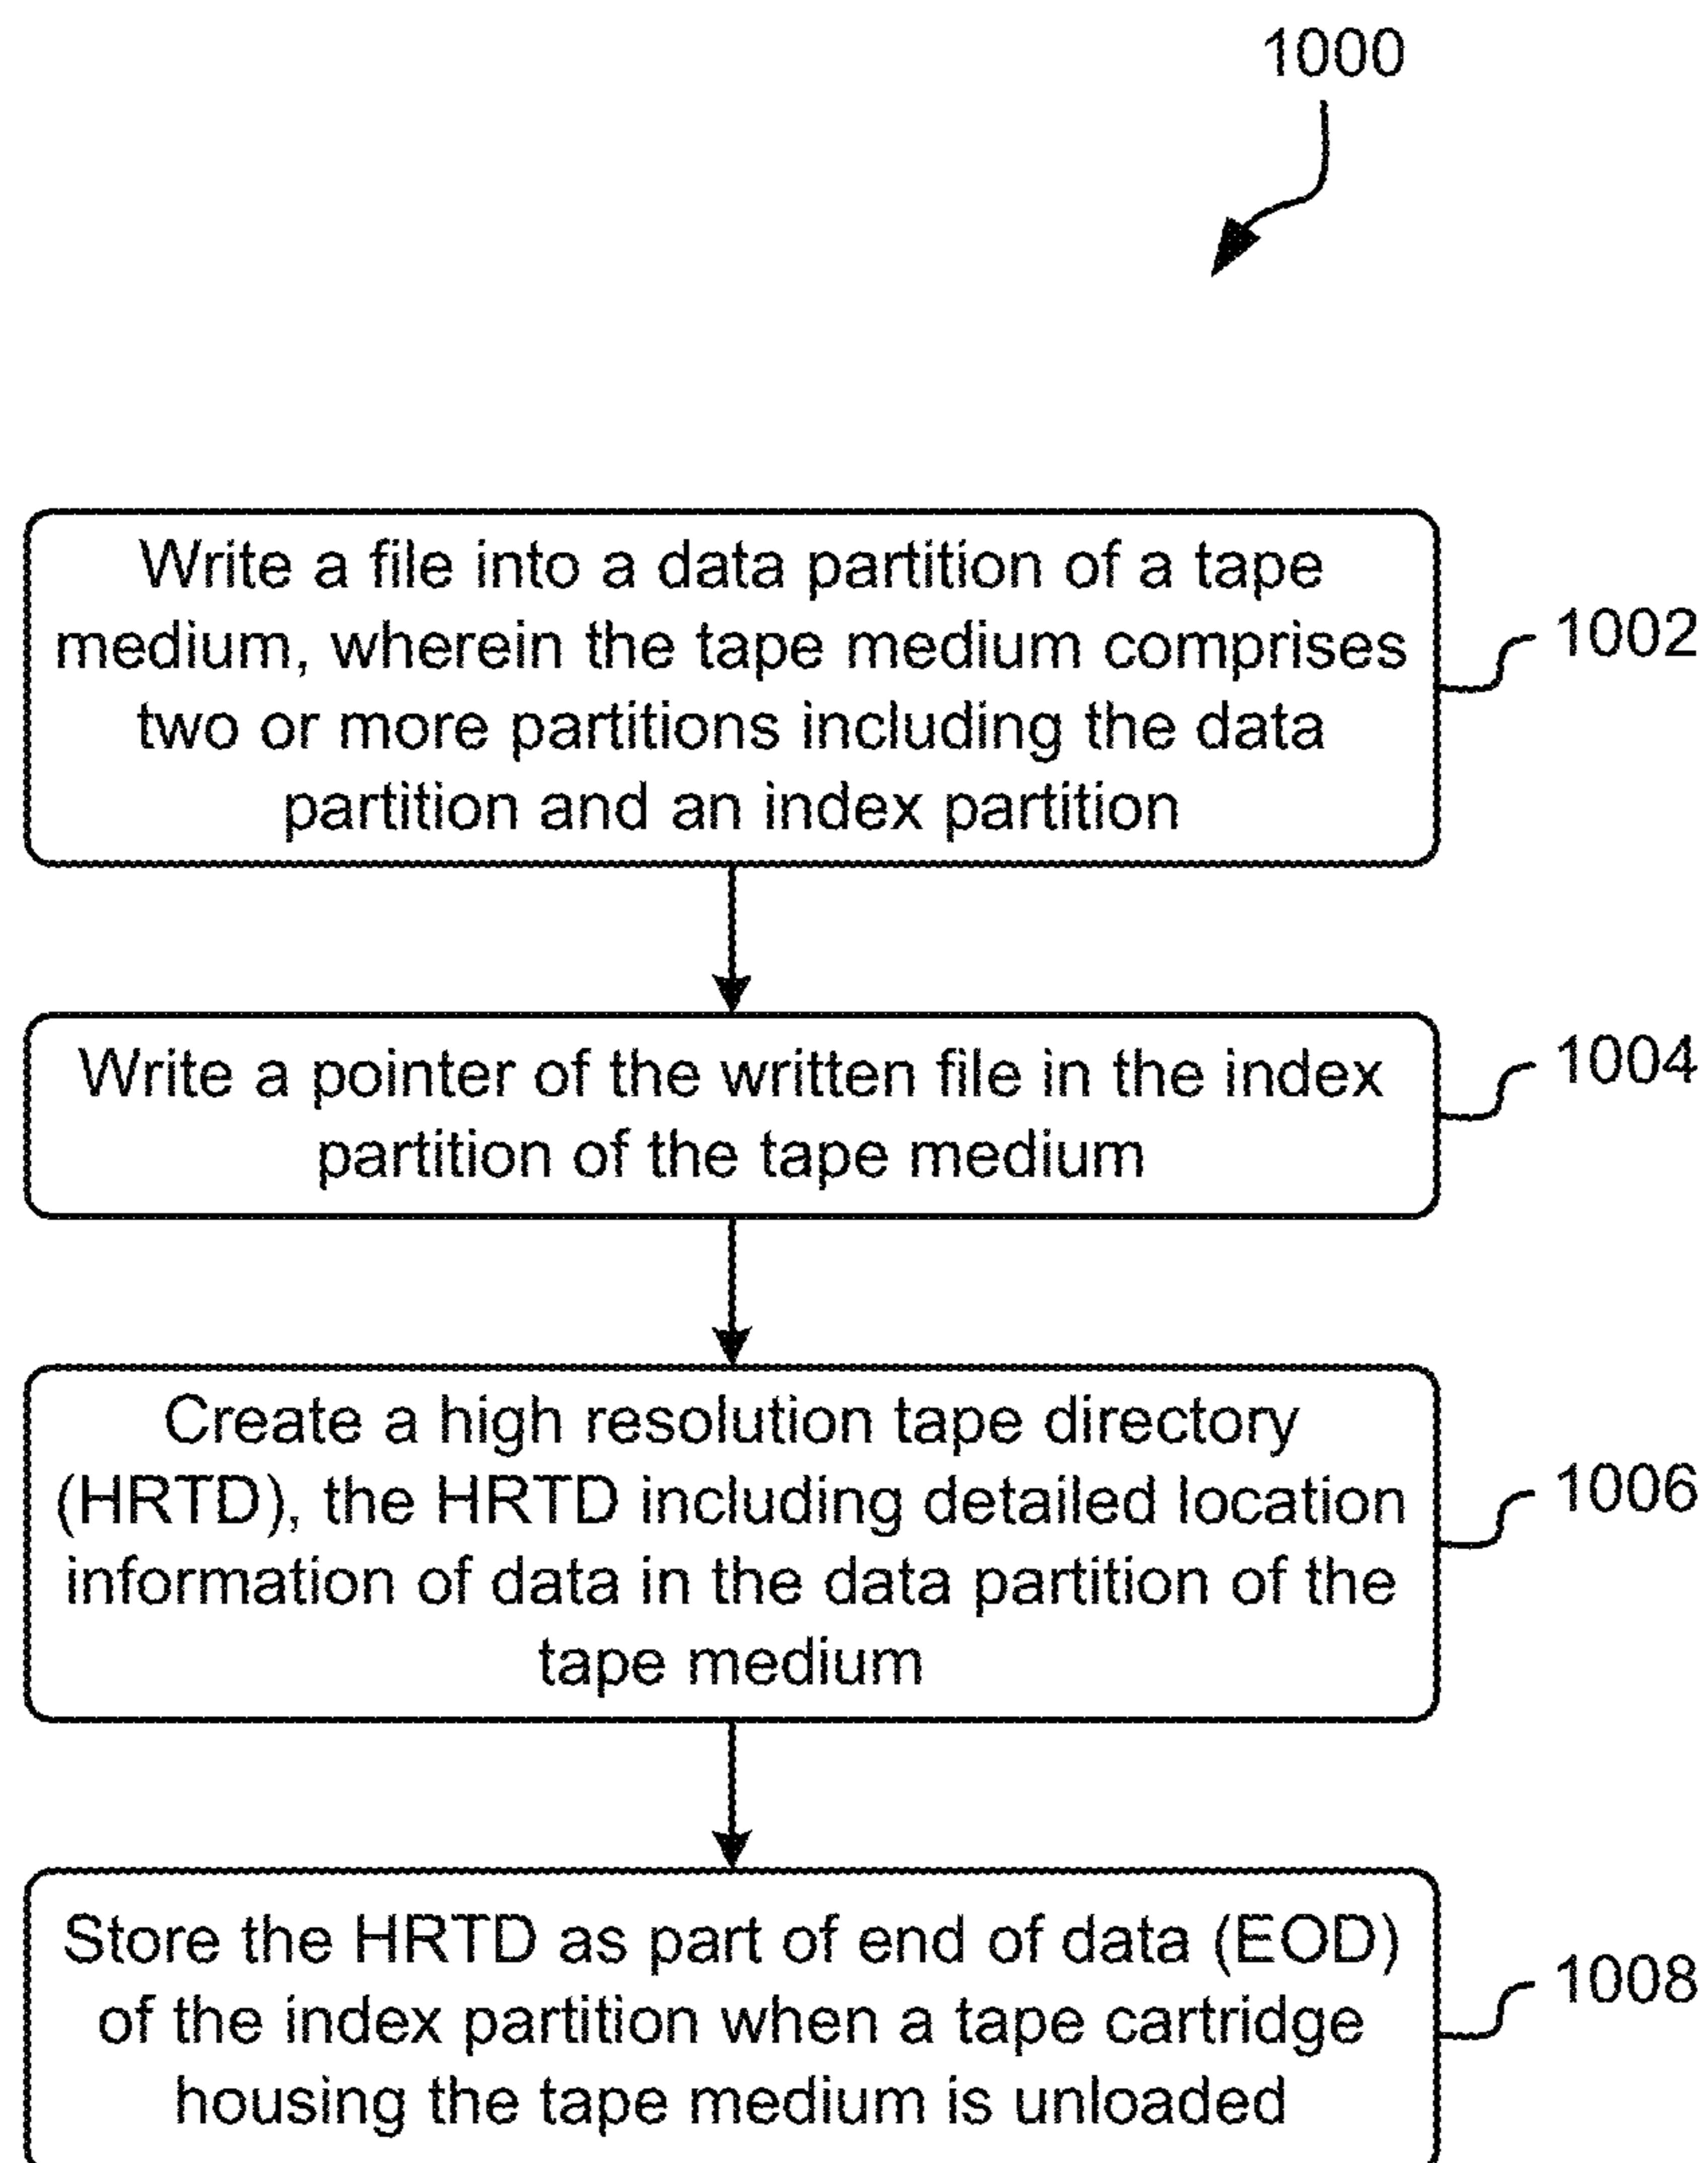 1000
Write a file into a data partition of a tape
medium, wherein the tape medium comprises
two or more partitions including the data
partition and an index partition
1002
Write a pointer of the written file in the index
partition of the tape medium
1004
Create a high resolution tape directory
(HRTD), the HRTD including detailed location
information of data in the data partition of the
tape medium
1006
Store the HRTD as part of end of data (EOD)
of the index partition when a tape cartridge
housing the tape medium is unloaded
1008